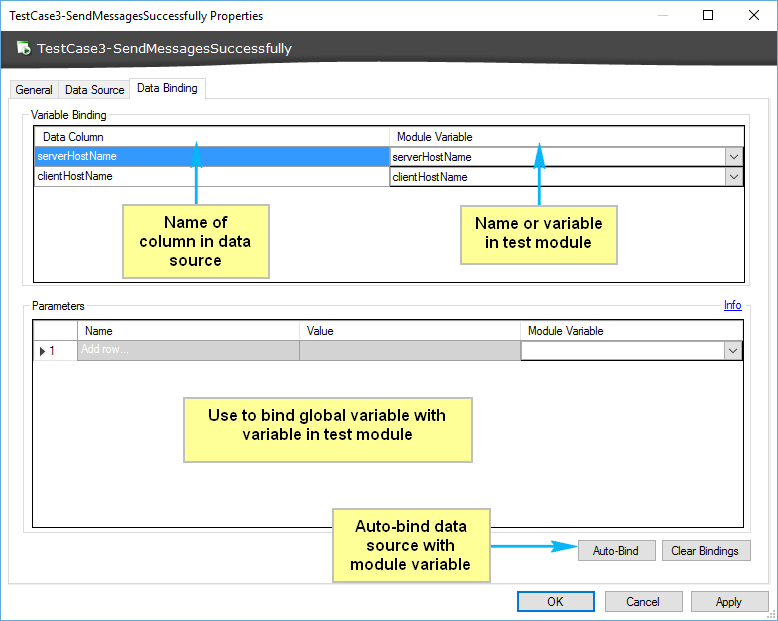 TestCase3-SendMessagesSuccessfully Properties
TestCase3-SendMessagesSuccessfully
General Data Source Data Binding
Variable Binding
Data Column Module Variable
serverHostName serverHostName
clientHostName clientHostName
Name of
column in data
source
Name or variable
in test module
Parameters Info
Name Value Module Variable
1 Add row...
Use to bind global variable with
variable in test module
Auto-bind data
source with
module variable
Auto-Bind Clear Bindings
OK Cancel Apply